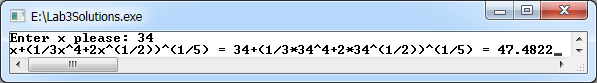 E:\Lab3Solutions.exe
Enter x please: 34
x+(1/3x^4+2x^(1/2))^(1/5) = 34+(1/3*34^4+2*34^(1/2))^(1/5) = 47.4822_